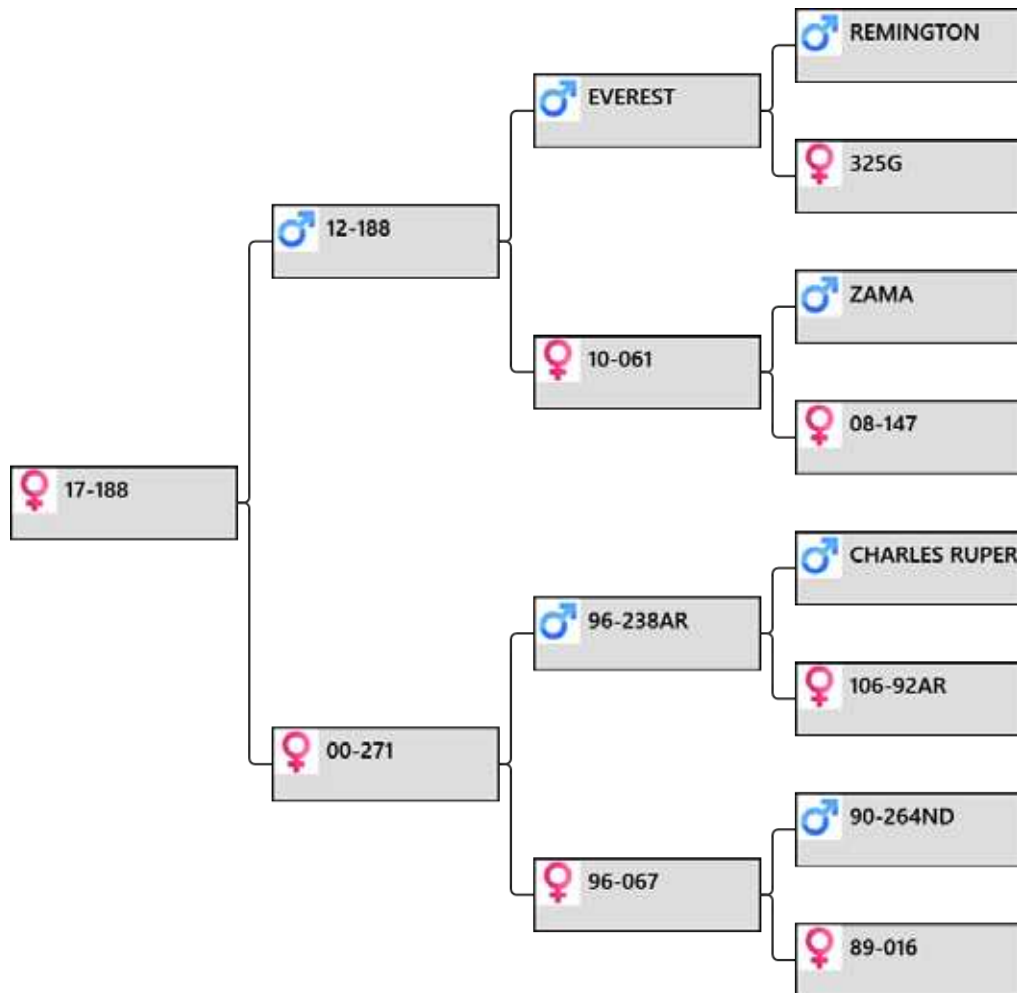 REMINGTON
EVEREST
325G
12-188
ZAMA
10-061
08-147
17-188
CHARLES RUPER
96-238AR
106-92AR
00-271
90-264ND
96-067
89-016